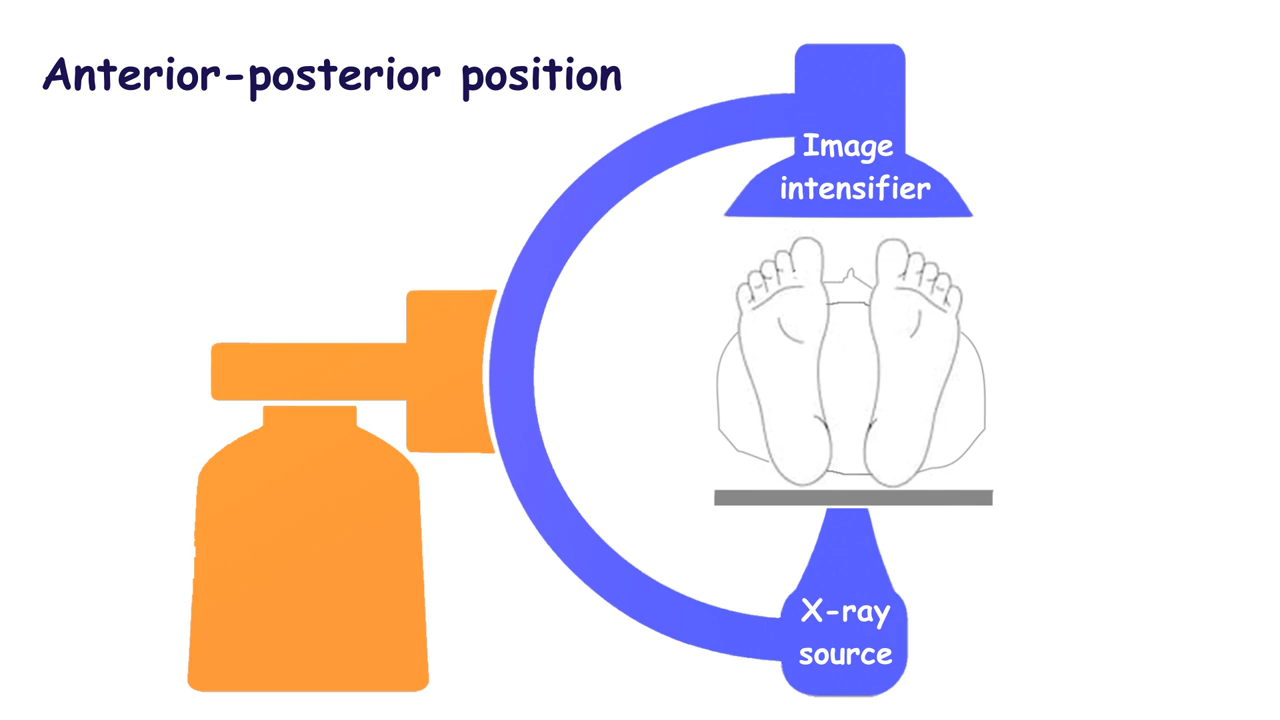 Anterior-posterior position
Image
intensifier
X-ray
source